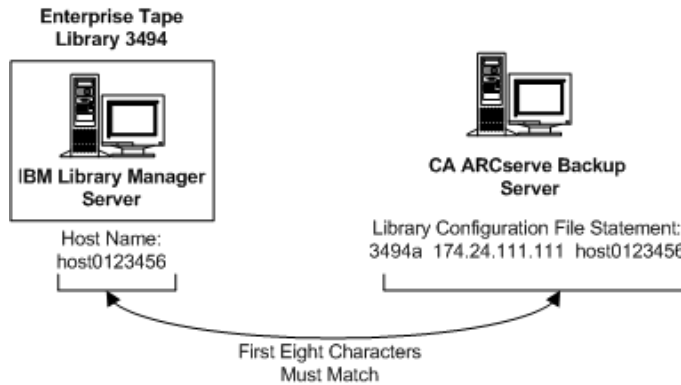 Enterprise Tape
Library 3494
IBM Library Manager
Server
Host Name:
host0123456
CA ARCserve Backup
Server
Library Configuration File Statement:
3494a 174.24.111.111 host0123456
First Eight Characters
Must Match